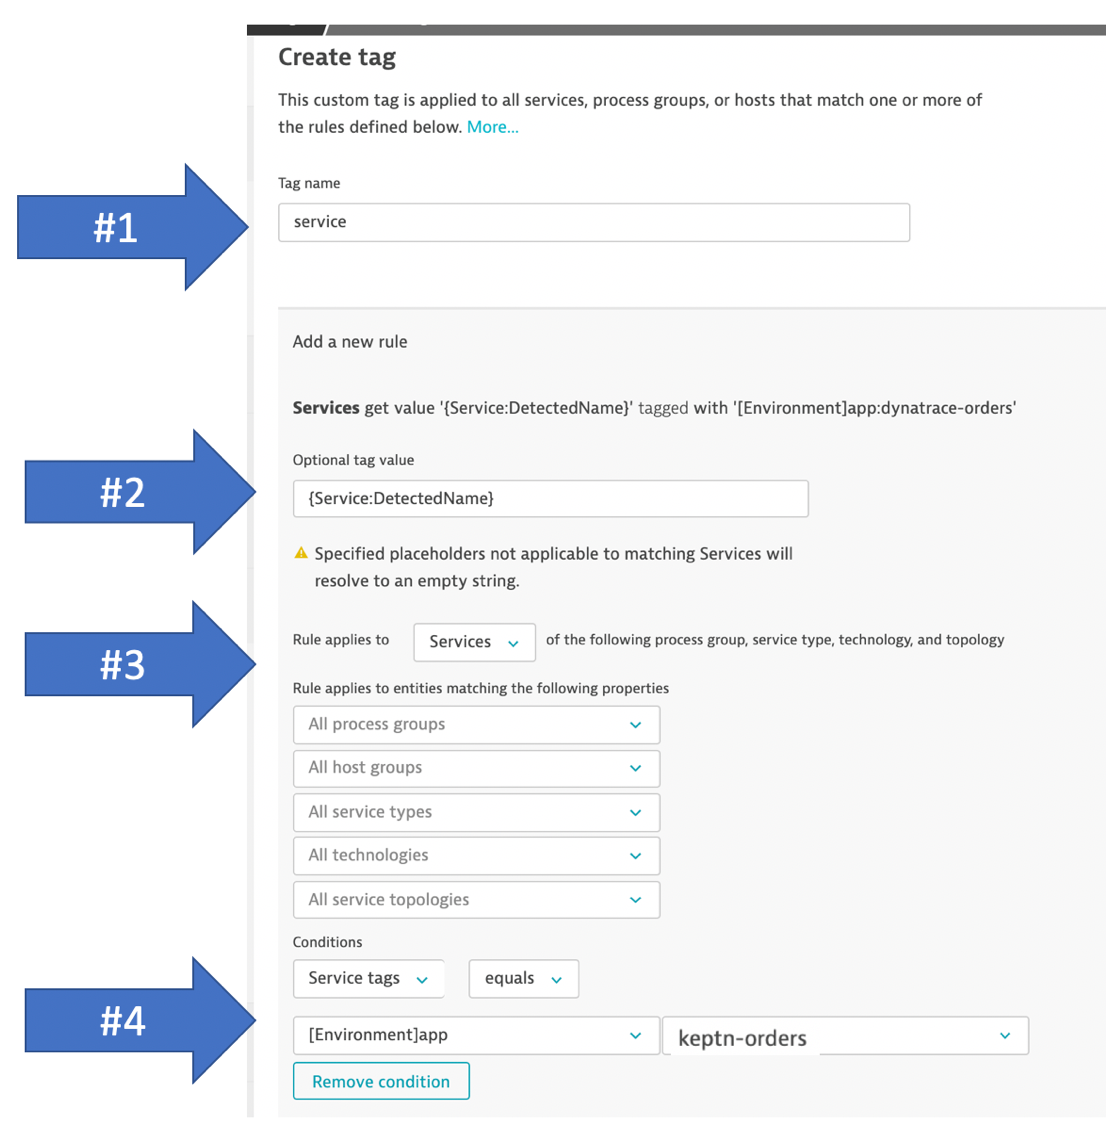 Create tag
This custom tag is applied to all services, process groups, or hosts that match one or more of
the rules defined below. More...
Tag name
#1
service
Add a new rule
Services get value '{Service:DetectedName}' tagged with '[Environment]app:dynatrace-orders'
Optional tag value
#2
{Service:DetectedName}
Specified placeholders not applicable to matching Services will
resolve to an empty string.
Rule applies to Services of the following process group, service type, technology, and topology
#3
Rule applies to entities matching the following properties
All process groups
All host groups
All service types
All technologies
All service topologies
Conditions
Service tags equals
#4
[Environment]app keptn-orders
Remove condition